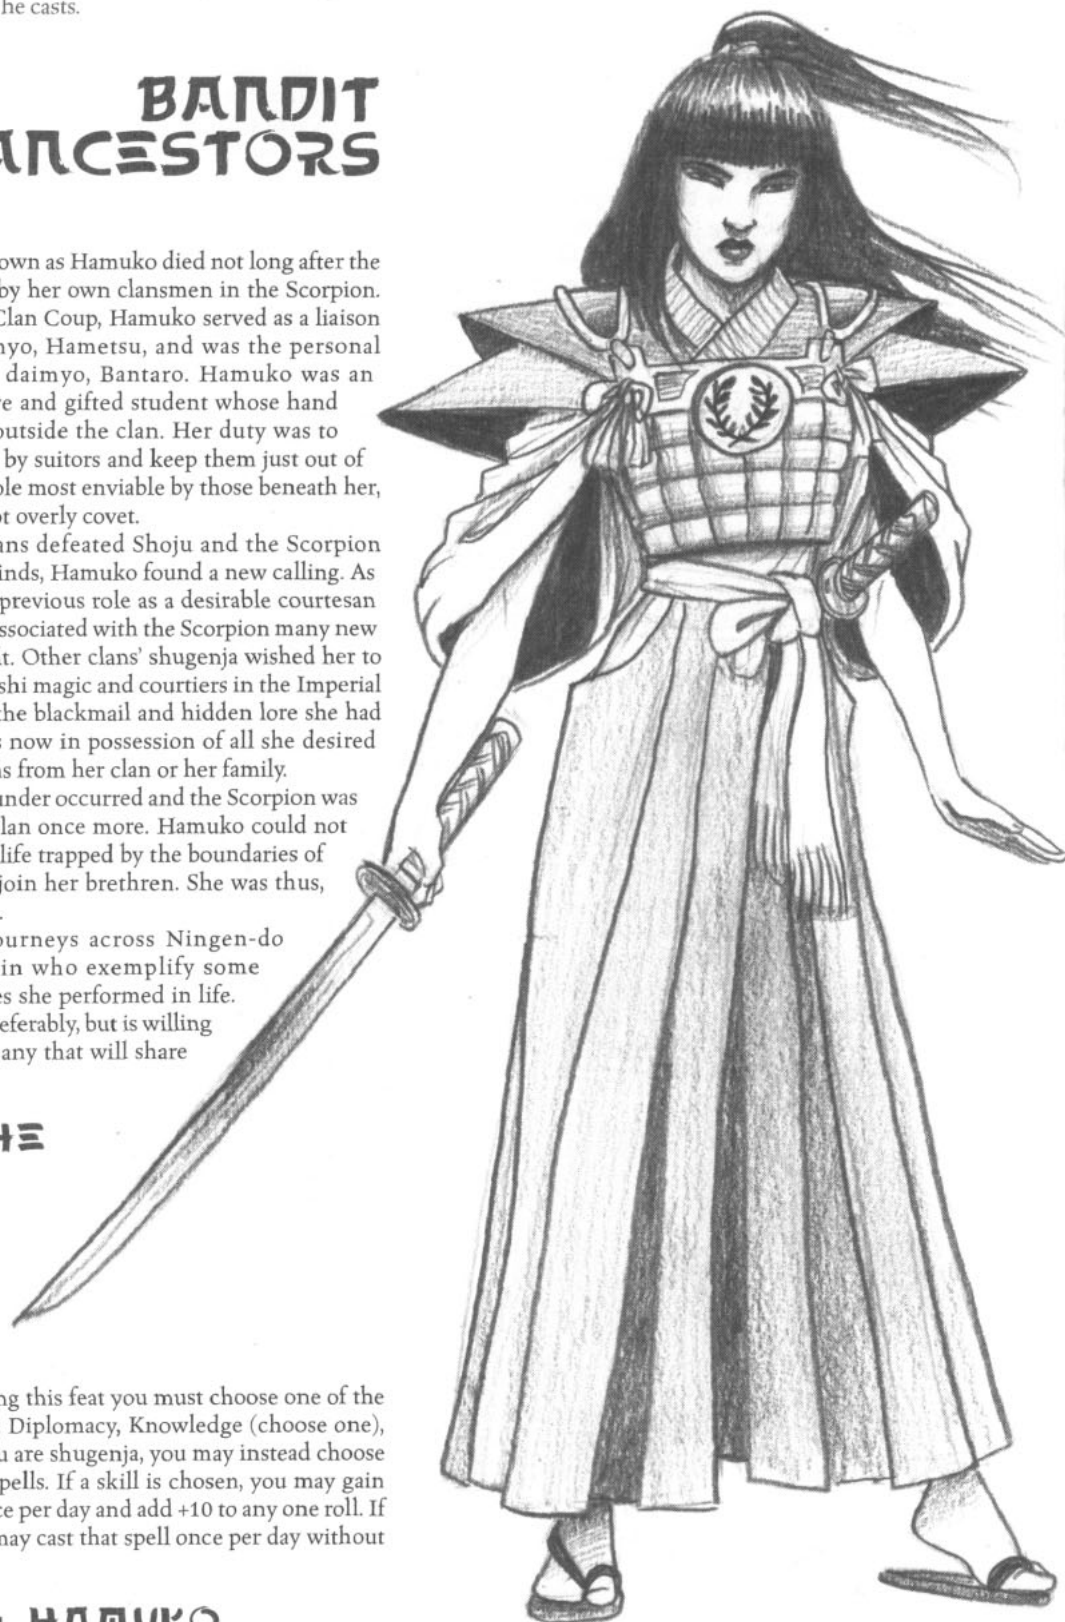 he casts.
BANDIT
ANCESTORS
own as Hamuko died not long after the
by her own clansmen in the Scorpion.
Clan Coup, Hamuko served as a liaison
nyo, Hametsu, and was the personal
daimyo, Bantaro. Hamuko was an
e and gifted student whose hand
outside the clan. Her duty was to
by suitors and keep them just out of
ole most enviable by those beneath her,
ot overly covet.
ans defeated Shoju and the Scorpion
inds, Hamuko found a new calling. As
previous role as a desirable courtesan
ssociated with the Scorpion many new
t. Other clans' shugenja wished her to
shi magic and courtiers in the Imperial
the blackmail and hidden lore she had
s now in possession of all she desired
ns from her clan or her family.
under occurred and the Scorpion was
lan once more. Hamuko could not
life trapped by the boundaries of
join her brethren. She was thus,
.
ourneys across Ningen-do
in who exemplify some
es she performed in life.
eferably, but is willing
any that will share
HE
ng this feat you must choose one of the
Diplomacy, Knowledge (choose one),
u are shugenja, you may instead choose
pells. If a skill is chosen, you may gain
ce per day and add +10 to any one roll. If
may cast that spell once per day without
HAMUKO